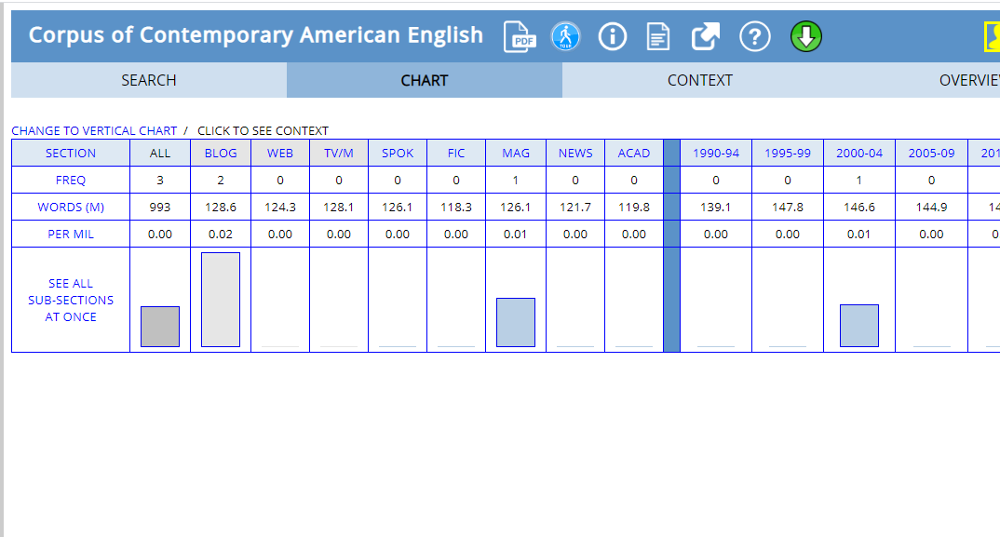 Corpus of Contemporary American English PDF TOUR
SEARCH CHART CONTEXT OVERVIE
CHANGE TO VERTICAL CHART / CLICK TO SEE CONTEXT
SECTION ALL BLOG WEB TV/M SPOK FIC MAG NEWS ACAD 1990-94 1995-99 2000-04 2005-09 201
FREQ 3 2 0 0 0 0 1 0 0 0 0 1 0
WORDS (M) 993 128.6 124.3 128.1 126.1 118.3 126.1 121.7 119.8 139.1 147.8 146.6 144.9 14
PER MIL 0.00 0.02 0.00 0.00 0.00 0.00 0.01 0.00 0.00 0.00 0.00 0.01 0.00 0
SEE ALL
SUB-SECTIONS
AT ONCE